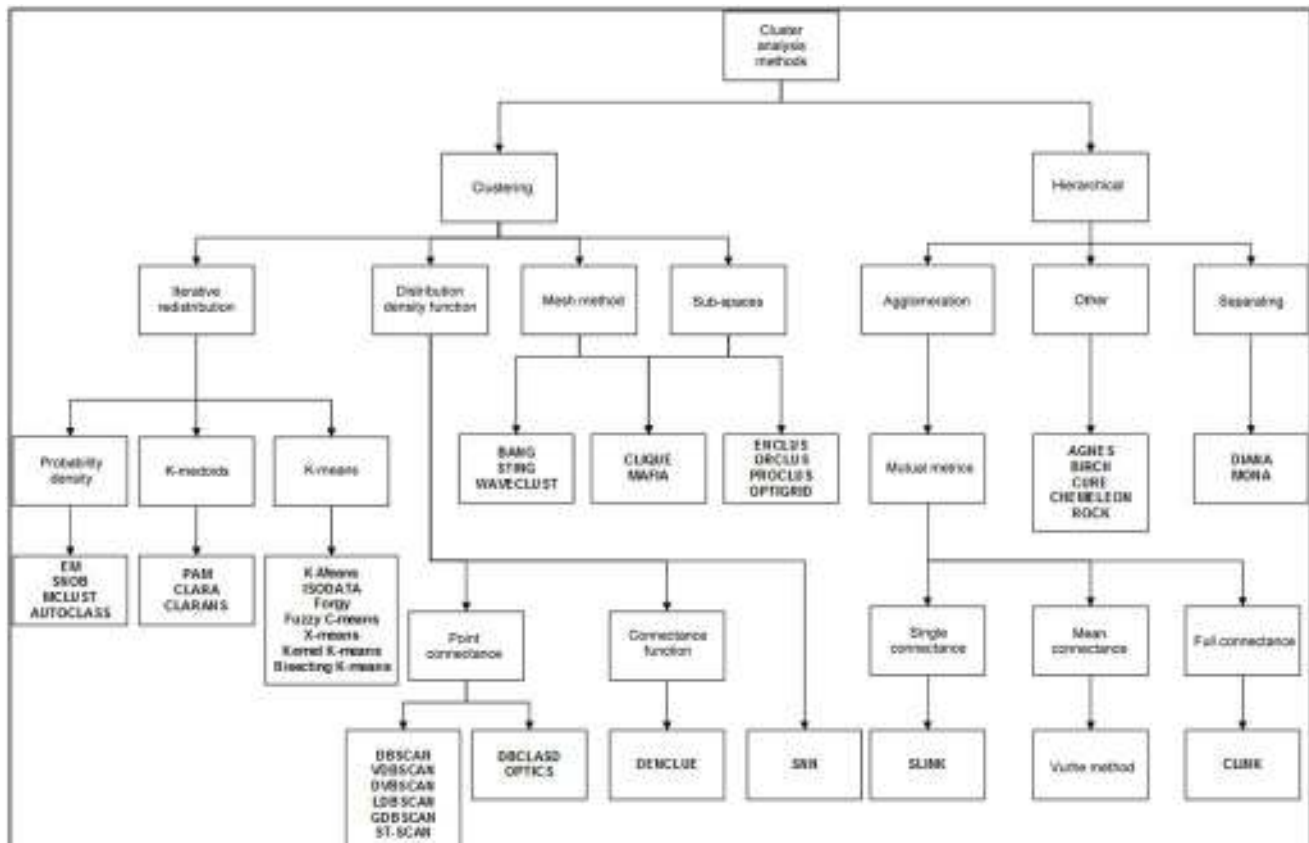 Cluster
analysis
methods
Clustering
Hierarchical
Iterative
redistribution
Distribution
density function
Mesh method
Sub-spaces
Agglomeration
Other
Separating
Probability
density
K-medoids
K-means
BANG
STING
WAVECLUST
CLIQUE
MAFIA
ENCLUS
ORCLUS
PROCLUS
OPTIGRID
Mutual metrics
AGNES
BIRCH
CURE
CHEMELEON
ROCK
DIANA
MONA
EM
SNOB
MCLUST
AUTOCLASS
PAM
CLARA
CLARANS
K-Means
ISODATA
Forgy
Fuzzy C-means
X-means
Kernel K-means
Bisecting K-means
Point
connectance
Connectance
function
Single
connectance
Mean
connectance
Full connectance
DBSCAN
VDBSCAN
DVBSCAN
LDBSCAN
GDBSCAN
ST-SCAN
DBCLASD
OPTICS
DENCLUE
SNN
SLINK
method
CLINK